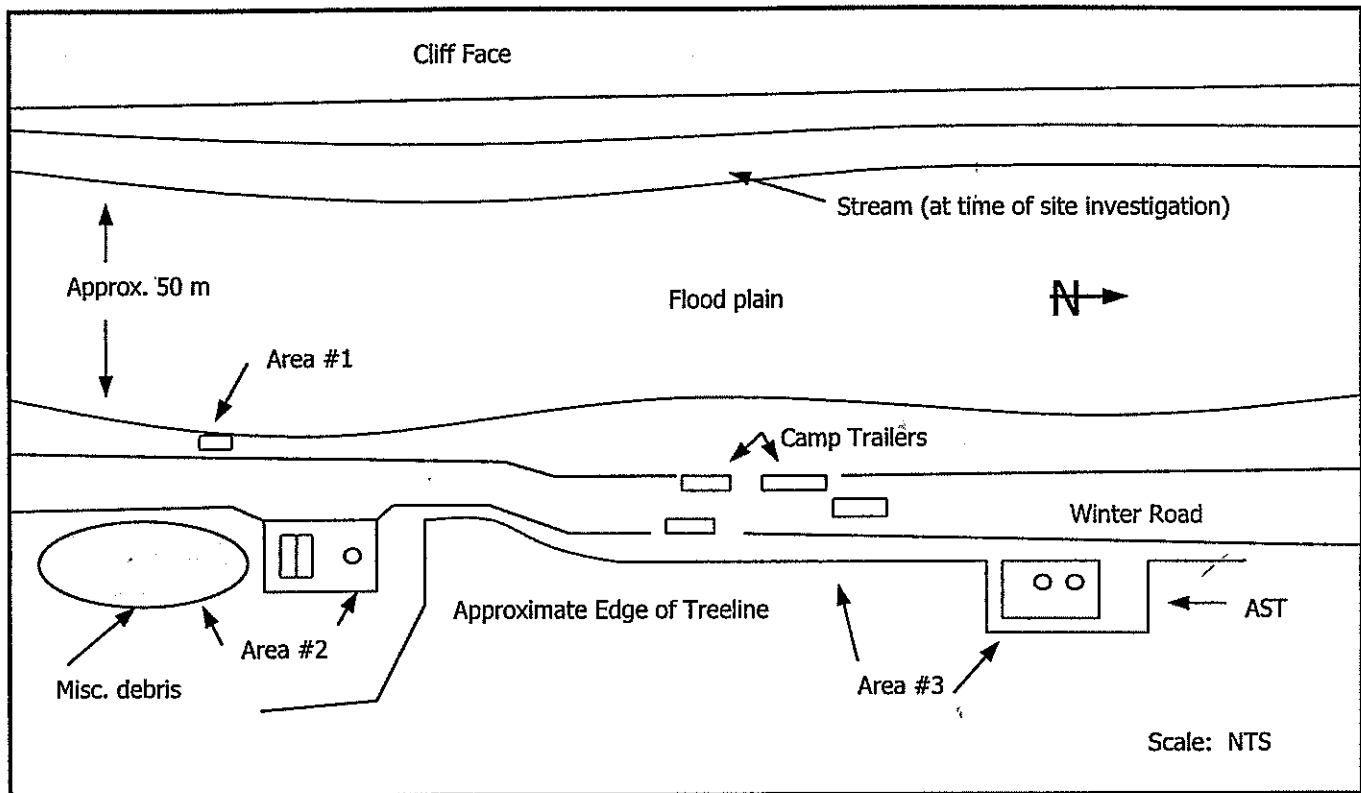 Cliff Face
Stream (at time of site investigation)
Approx. 50 m
Flood plain
N
Area #1
Camp Trailers
Winter Road
Approximate Edge of Treeline
AST
Area #2
Misc. debris
Area #3
Scale: NTS